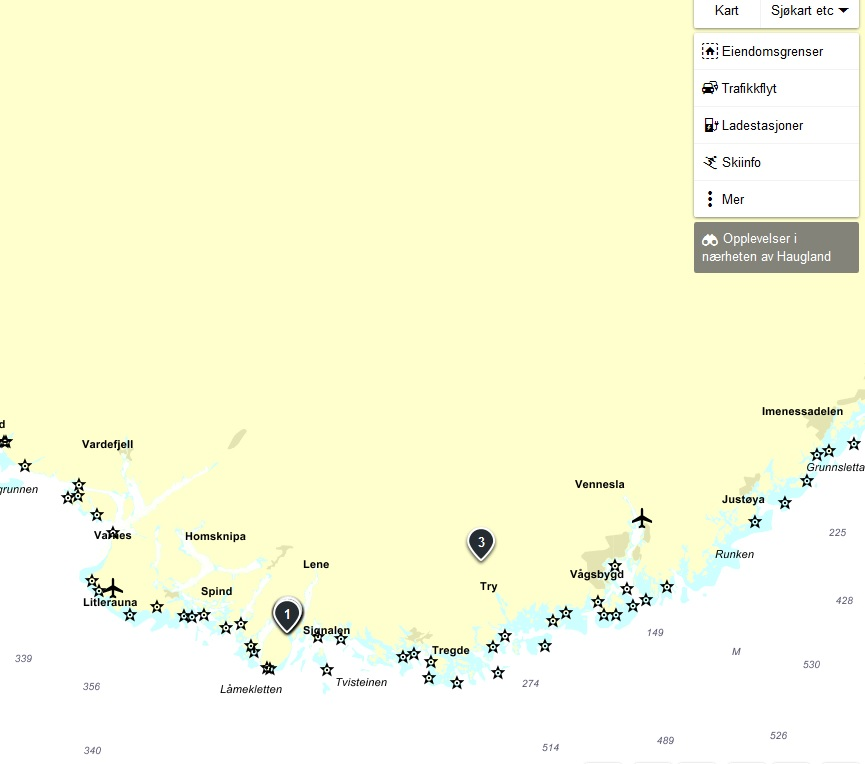 Kart
Sjøkart etc
Eiendomsgrenser
Trafikkflyt
Ladestasjoner
Skiinfo
Mer
Opplevelser i
nærheten av Haugland
Imenessadelen
d
Vardefjell
Grunnsletta
grunnen
Vennesla
Justøya
225
Varnes
Homsknipa
3
Runken
Lene
Vågsbygd
Try
Spind
Litlerauna
428
1
Signalen
149
Tregde
M
339
530
Tvisteinen
274
356
Låmekletten
526
489
514
340